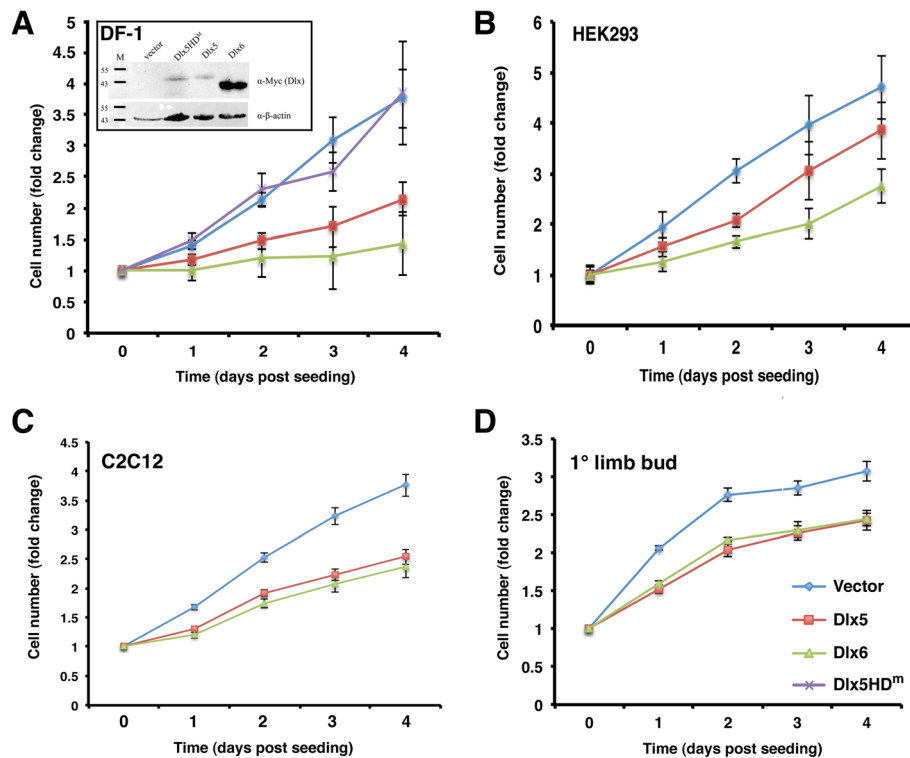 A
DF-1
vector
Dlx5HDᴹ
Dlx5
Dlx6
M
55
43
α-Myc (Dlx)
55
43
α-β-actin
5
4.5
4
3.5
3
2.5
2
1.5
1
0.5
0
Cell number (fold change)
0 1 2 3 4
Time (days post seeding)
B
HEK293
6
5
4
3
2
1
0
Cell number (fold change)
0 1 2 3 4
Time (days post seeding)
C
C2C12
4.5
4
3.5
3
2.5
2
1.5
1
0.5
0
Cell number (fold change)
0 1 2 3 4
Time (days post seeding)
D
1° limb bud
3.5
3
2.5
2
1.5
1
0.5
0
Cell number (fold change)
0 1 2 3 4
Time (days post seeding)
Vector
Dlx5
Dlx6
Dlx5HDᵐ